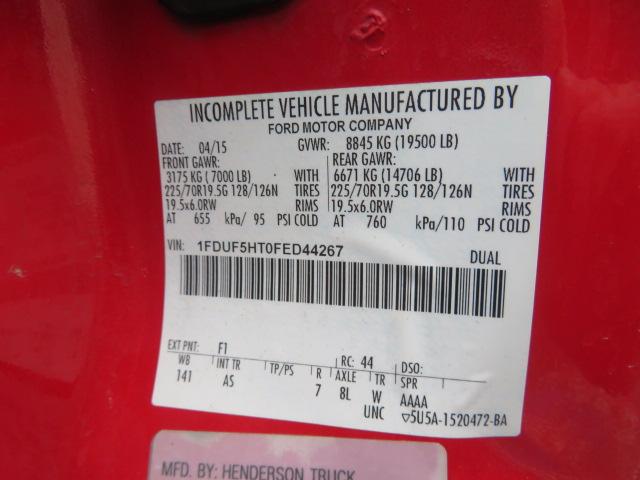 INCOMPLETE VEHICLE MANUFACTURED BY
FORD MOTOR COMPANY
DATE: 04/15 GVWR: 8845 KG (19500 LB)
FRONT GAWR: REAR GAWR:
3175 KG ( 7000 LB) WITH 6671 KG (14706 LB) WITH
225/70R19.5G 128/126N TIRES 225/70R19.5G 128/126N TIRES
19.5x6.0RW RIMS 19.5x6.0RW RIMS
AT 655 kPa/ 95 PSI COLD AT 760 kPa/110 PSI COLD
VIN: 1FDUF5HT0FED44267 DUAL
EXT PNT: F1 RC: 44 DSO:
WB INT TR TP/PS R AXLE TR SPR
141 AS 7 8L W AAAA
UNC ▽5U5A-1520472-BA
MFD. BY: HENDERSON TRUCK